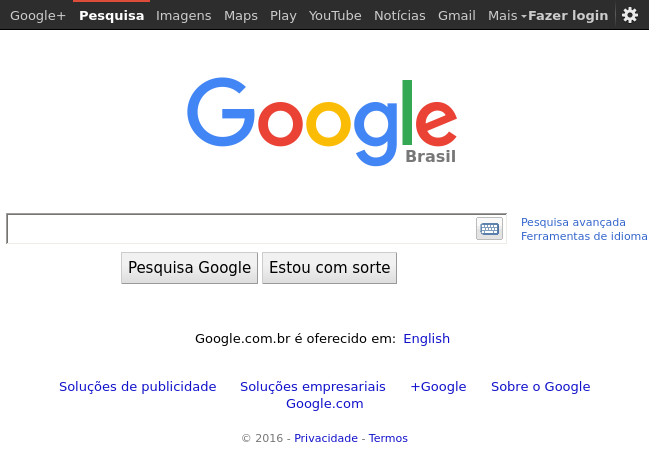 Google+ Pesquisa Imagens Maps Play YouTube Notícias Gmail Mais Fazer login
Google
Brasil
Pesquisa avançada
Ferramentas de idioma
Pesquisa Google Estou com sorte
Google.com.br é oferecido em: English
Soluções de publicidade Soluções empresariais +Google Sobre o Google
Google.com
© 2016 - Privacidade - Termos